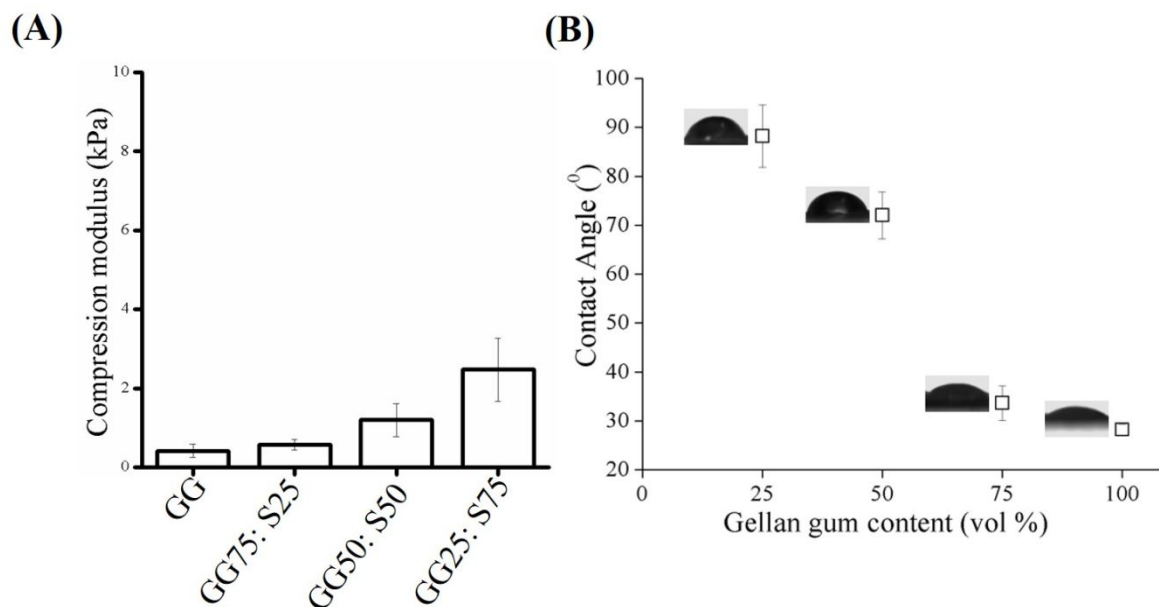 (A)
Compression modulus (kPa)
10
8
6
4
2
0
GG
GG75: S25
GG50: S50
GG25: S75
(B)
Contact Angle (⁰)
100
90
80
70
60
50
40
30
20
0
25
50
75
100
Gellan gum content (vol %)